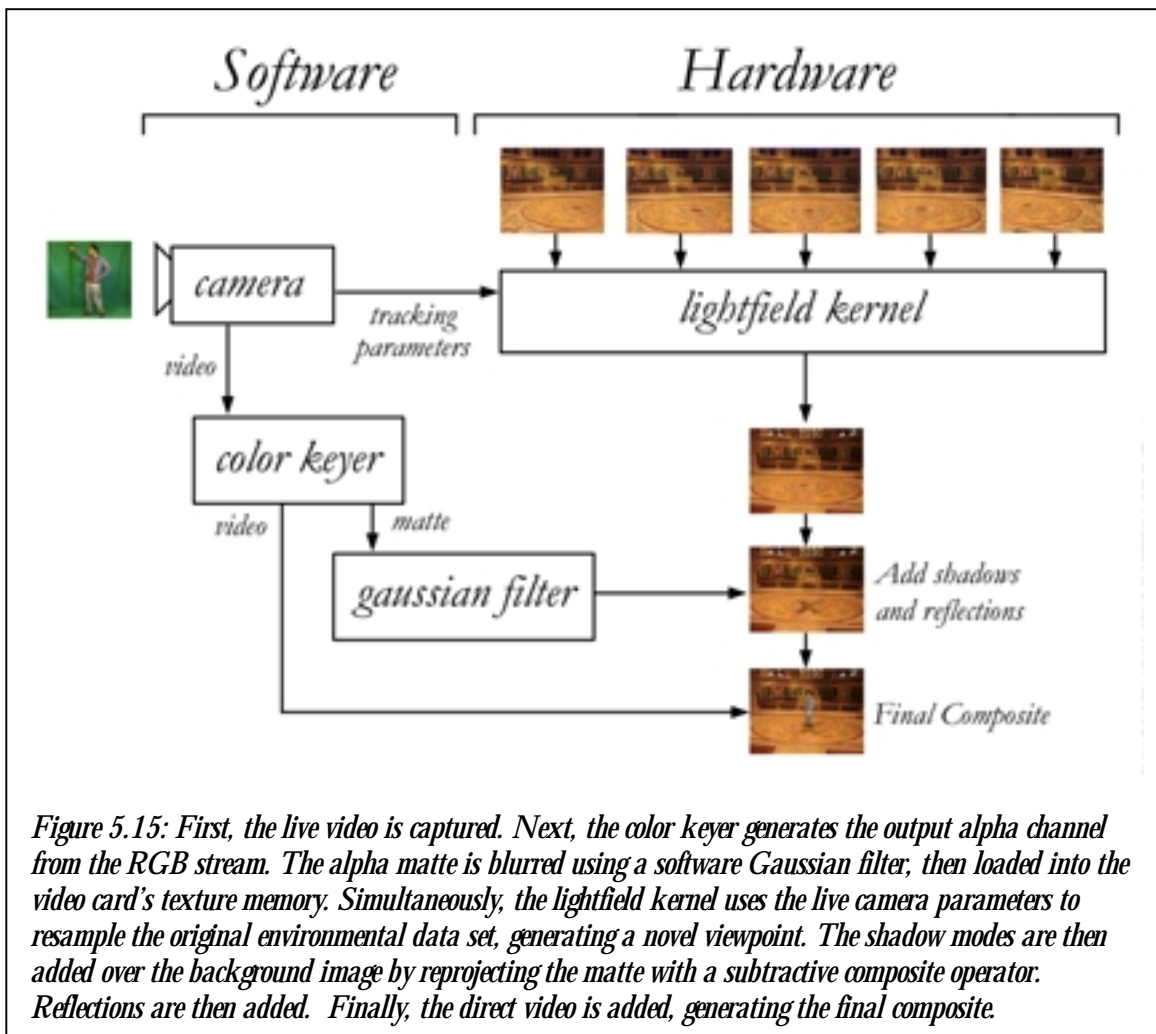 Software
Hardware
camera
tracking
parameters
lightfield kernel
video
color keyer
video
matte
gaussian filter
Add shadows
and reflections
Final Composite
Figure 5.15: First, the live video is captured. Next, the color keyer generates the output alpha channel
from the RGB stream. The alpha matte is blurred using a software Gaussian filter, then loaded into the
video card's texture memory. Simultaneously, the lightfield kernel uses the live camera parameters to
resample the original environmental data set, generating a novel viewpoint. The shadow modes are then
added over the background image by reprojecting the matte with a subtractive composite operator.
Reflections are then added. Finally, the direct video is added, generating the final composite.